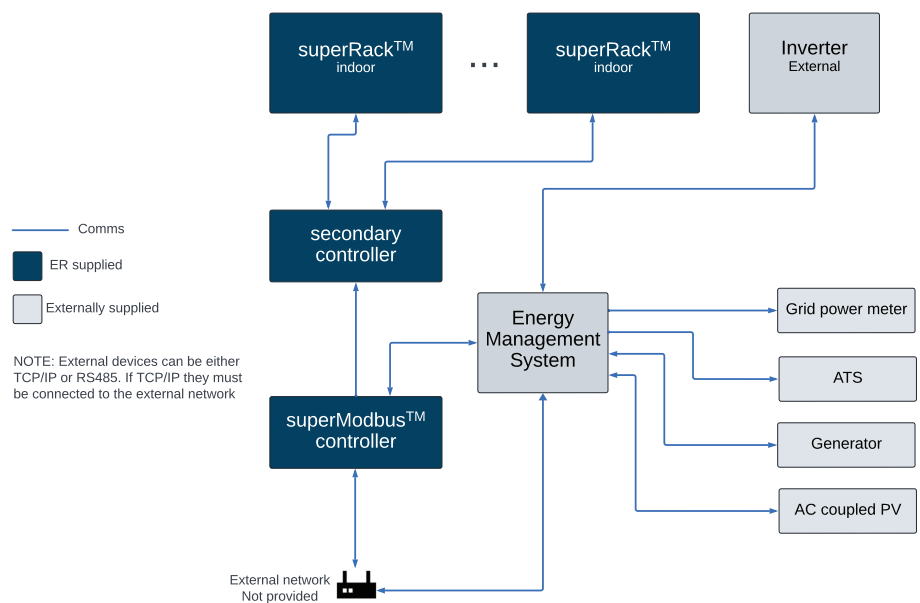 superRack™
indoor
...
superRack™
indoor
Inverter
External
secondary
controller
Comms
ER supplied
Externally supplied
NOTE: External devices can be either
TCP/IP or RS485. If TCP/IP they must
be connected to the external network
Energy
Management
System
Grid power meter
ATS
Generator
AC coupled PV
superModbus™
controller
External network
Not provided